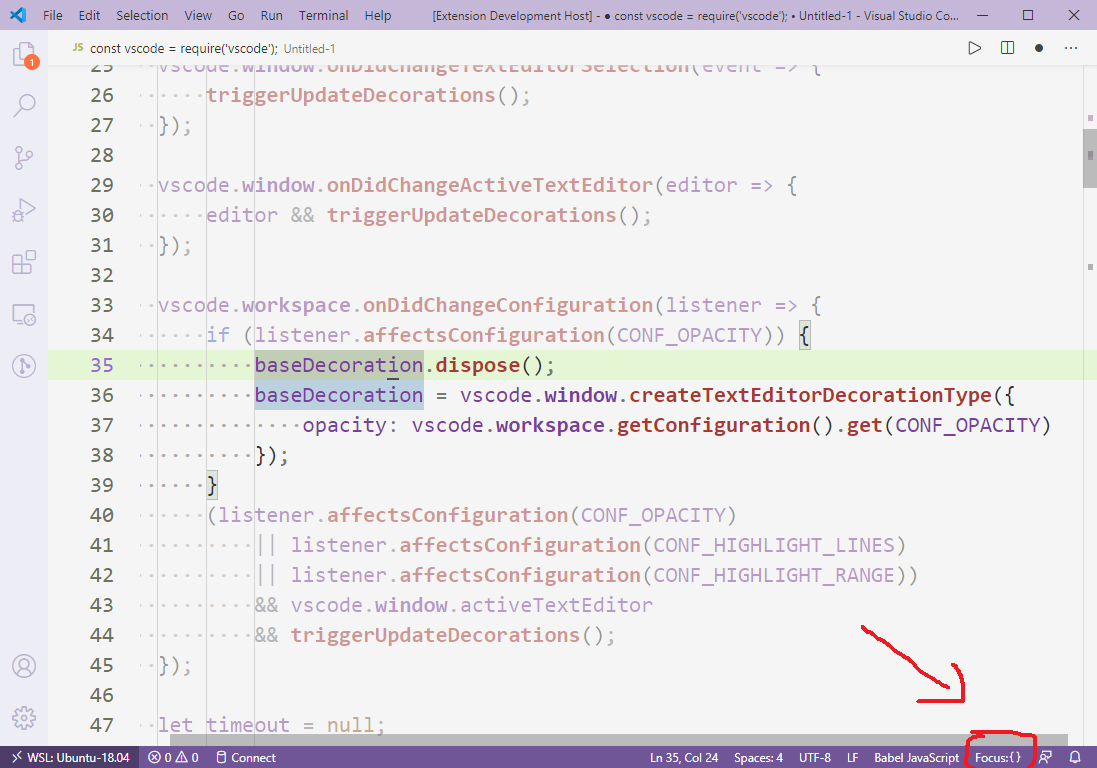 File Edit Selection View Go Run Terminal Help [Extension Development Host] - ● const vscode = require('vscode'); • Untitled-1 - Visual Studio Co...
JS const vscode = require('vscode'); Untitled-1
1
25 vscode.window.onDidChangeTextEditorSelection(event => {
26 triggerUpdateDecorations();
27 });
28
29 vscode.window.onDidChangeActiveTextEditor(editor => {
30 editor && triggerUpdateDecorations();
31 });
32
33 vscode.workspace.onDidChangeConfiguration(listener => {
34 if (listener.affectsConfiguration(CONF_OPACITY)) {
35 baseDecoration.dispose();
36 baseDecoration = vscode.window.createTextEditorDecorationType({
37 opacity: vscode.workspace.getConfiguration().get(CONF_OPACITY)
38 });
39 }
40 (listener.affectsConfiguration(CONF_OPACITY)
41 || listener.affectsConfiguration(CONF_HIGHLIGHT_LINES)
42 || listener.affectsConfiguration(CONF_HIGHLIGHT_RANGE))
43 && vscode.window.activeTextEditor
44 && triggerUpdateDecorations();
45 });
46
47 let timeout = null;
WSL: Ubuntu-18.04 0 0 Connect Ln 35, Col 24 Spaces: 4 UTF-8 LF Babel JavaScript Focus:{}